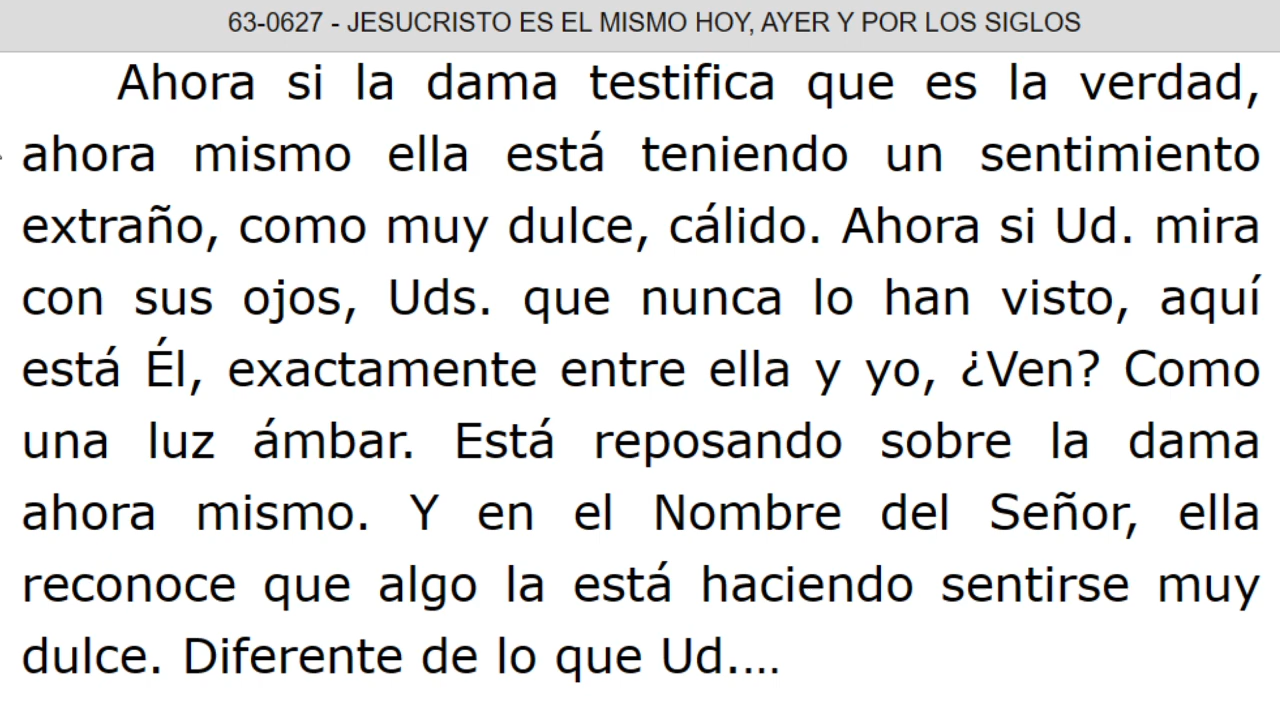 63-0627 - JESUCRISTO ES EL MISMO HOY, AYER Y POR LOS SIGLOS
Ahora si la dama testifica que es la verdad,
ahora mismo ella está teniendo un sentimiento
extraño, como muy dulce, cálido. Ahora si Ud. mira
con sus ojos, Uds. que nunca lo han visto, aquí
está Él, exactamente entre ella y yo, ¿Ven? Como
una luz ámbar. Está reposando sobre la dama
ahora mismo. Y en el Nombre del Señor, ella
reconoce que algo la está haciendo sentirse muy
dulce. Diferente de lo que Ud.…